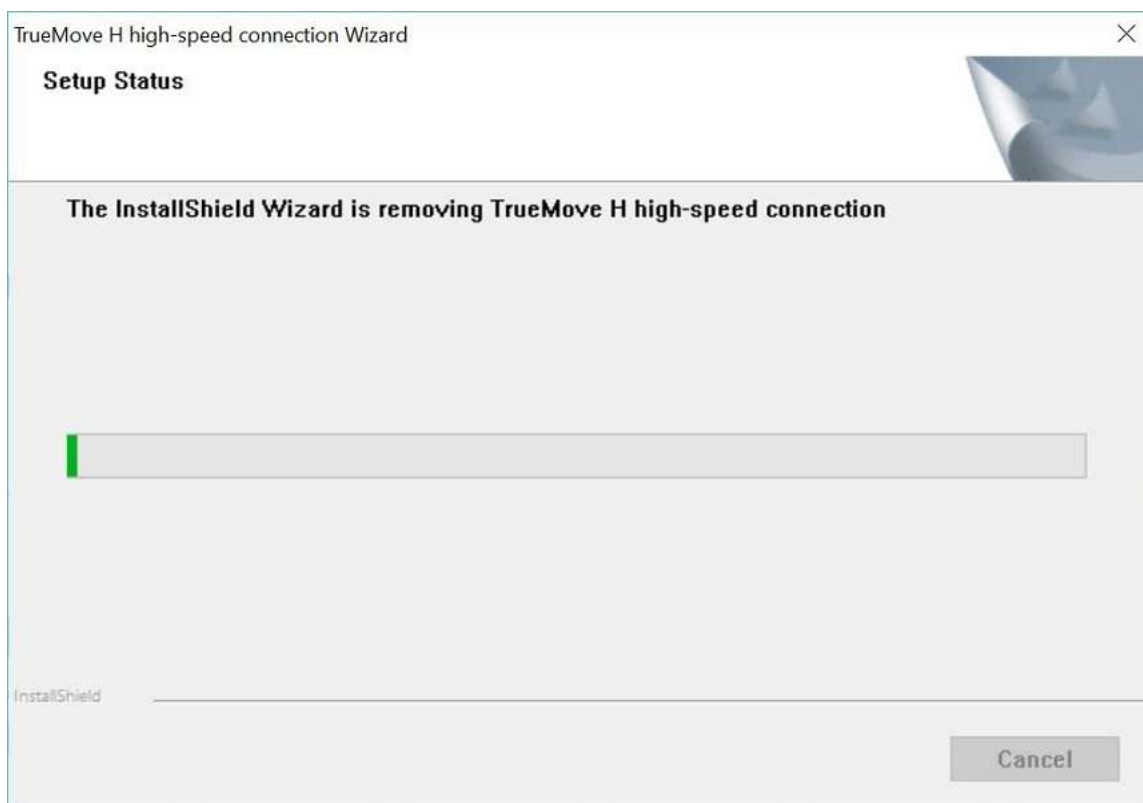 TrueMove H high-speed connection Wizard
Setup Status
The InstallShield Wizard is removing TrueMove H high-speed connection
InstallShield
Cancel